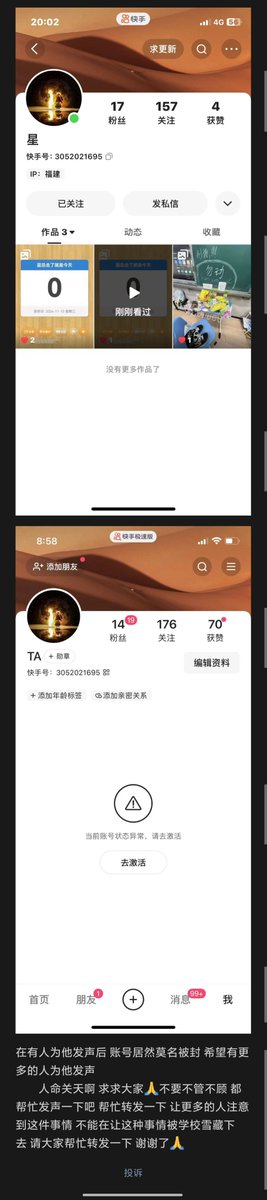 20:02
快手
4G
求更新
17
157
4
粉丝
关注
获赞
星
快手号：3052021695
IP：福建
已关注
发私信
作品 3
动态
收藏
0
0
刚刚看过
勿动
2
没有更多作品了
8:58
快手极速版
添加朋友
14
19
176
70
粉丝
关注
获赞
TA
+ 勋章
编辑资料
快手号：3052021695
+ 添加年龄标签
添加亲密关系
当前账号状态异常，请去激活
去激活
首页
朋友
1
消息
99+
我
在有人为他发声后 账号居然莫名被封 希望有更
多的人为他发声
人命关天啊 求求大家🙏不要不管不顾 都
帮忙发声一下吧 帮忙转发一下 让更多的人注意
到这件事情 不能在让这种事情被学校雪藏下
去 请大家帮忙转发一下 谢谢了🙏
投诉